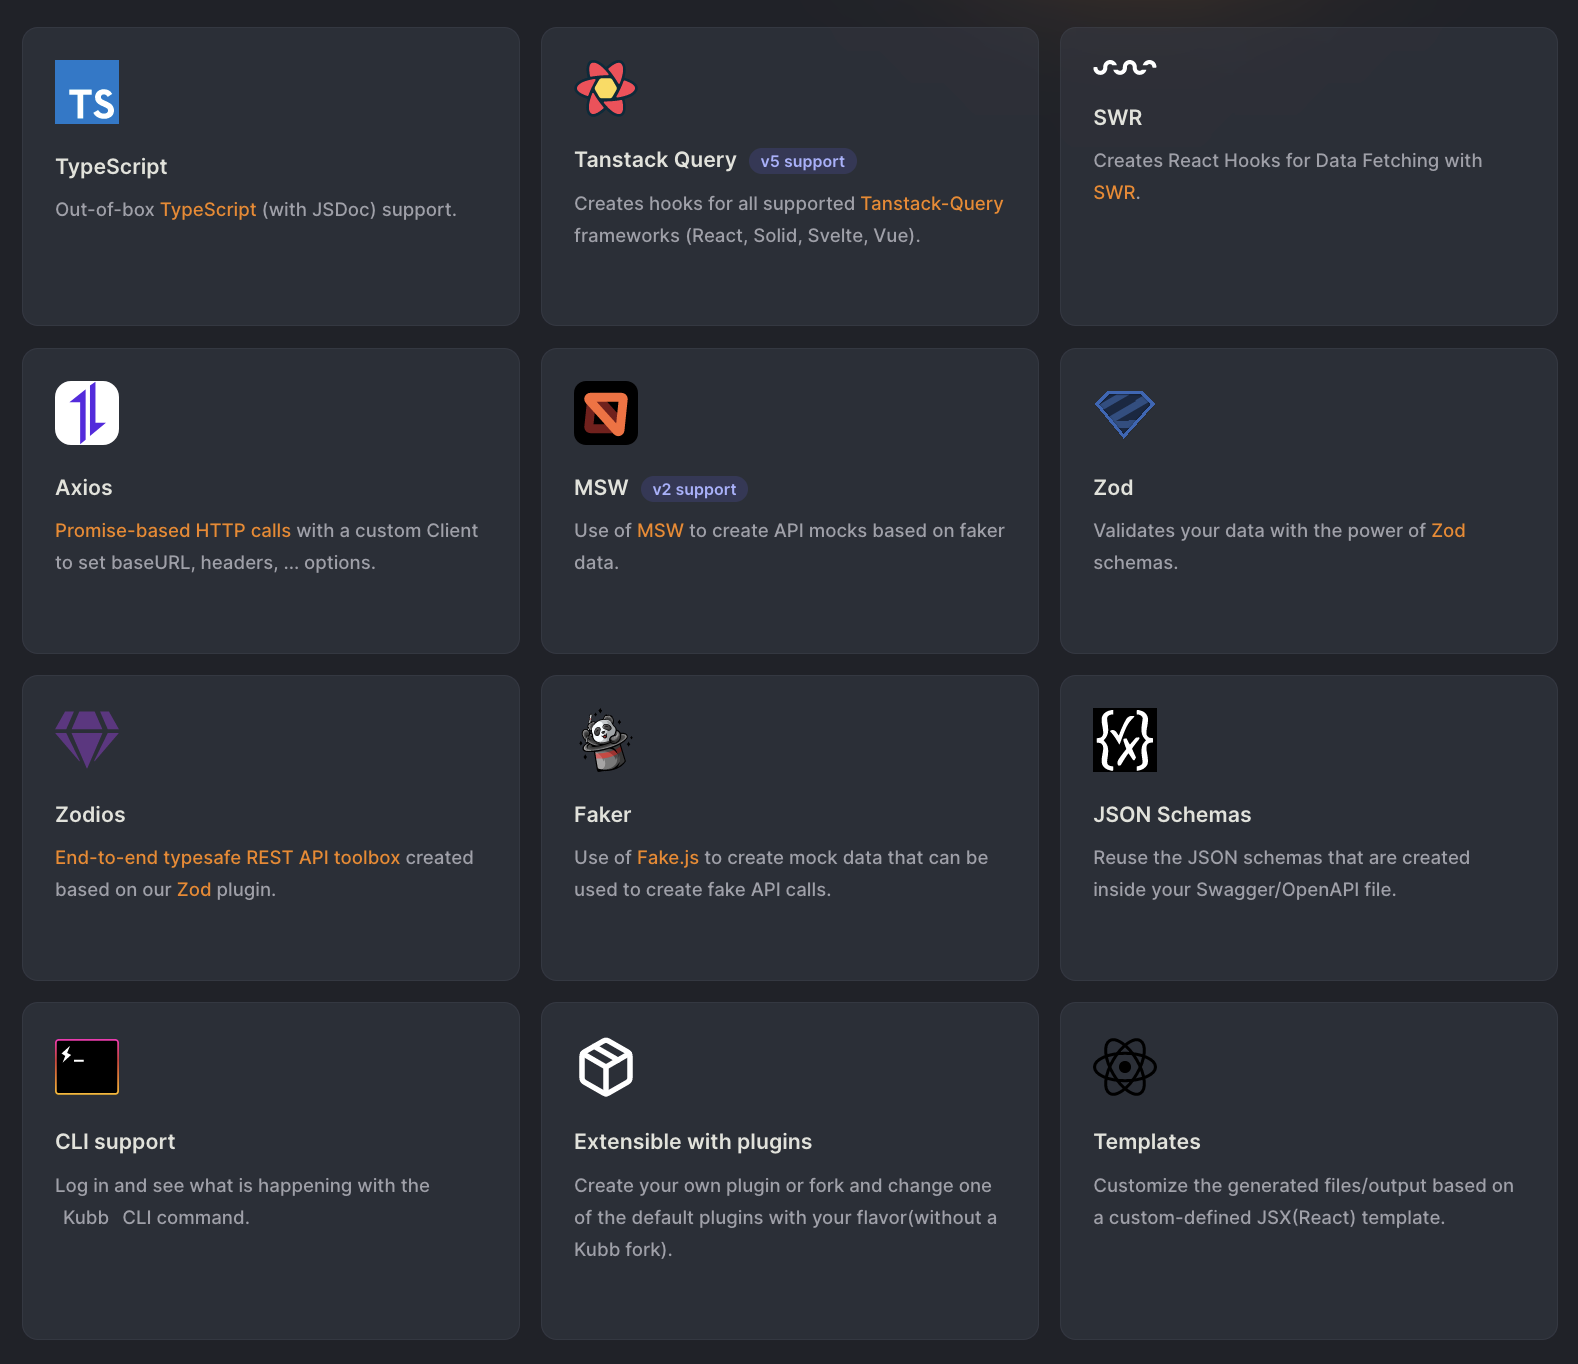 TS
TypeScript
Out-of-box TypeScript (with JSDoc) support.
Tanstack Query v5 support
Creates hooks for all supported Tanstack-Query
frameworks (React, Solid, Svelte, Vue).
SWR
Creates React Hooks for Data Fetching with
SWR.
Axios
Promise-based HTTP calls with a custom Client
to set baseURL, headers, ... options.
MSW v2 support
Use of MSW to create API mocks based on faker
data.
Zod
Validates your data with the power of Zod
schemas.
Zodios
End-to-end typesafe REST API toolbox created
based on our Zod plugin.
Faker
Use of Fake.js to create mock data that can be
used to create fake API calls.
JSON Schemas
Reuse the JSON schemas that are created
inside your Swagger/OpenAPI file.
CLI support
Log in and see what is happening with the
Kubb CLI command.
Extensible with plugins
Create your own plugin or fork and change one
of the default plugins with your flavor(without a
Kubb fork).
Templates
Customize the generated files/output based on
a custom-defined JSX(React) template.